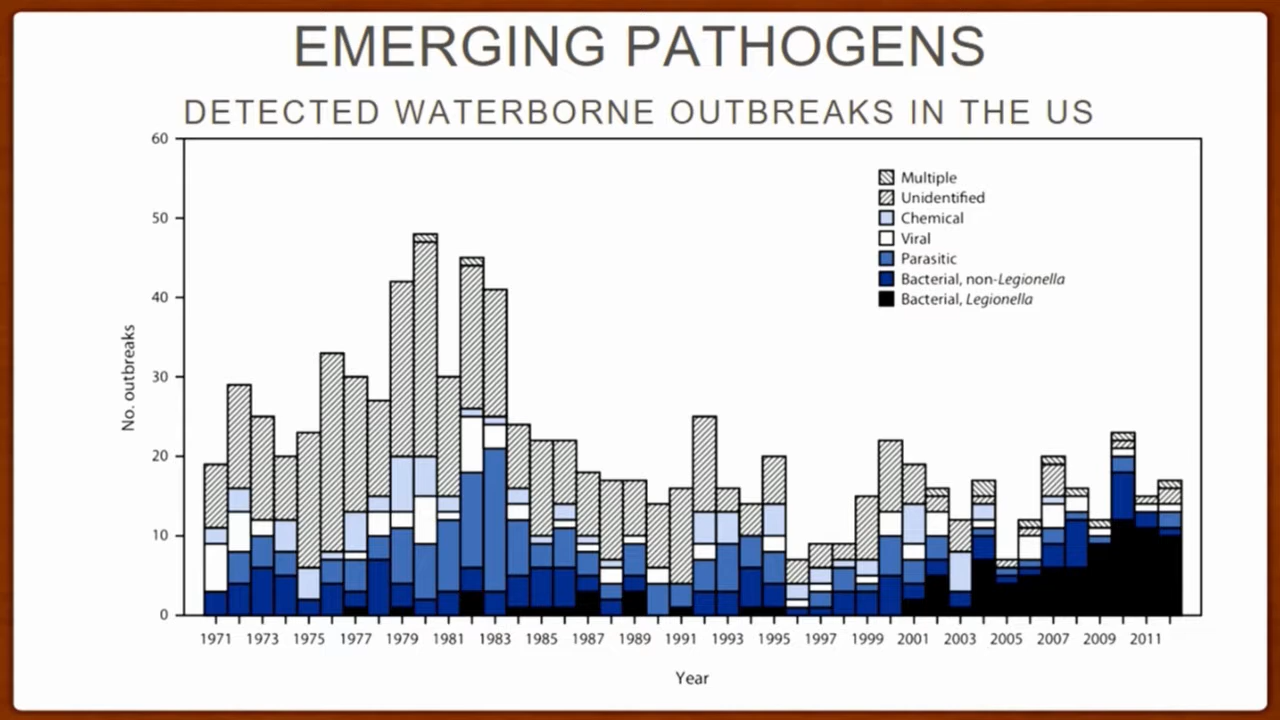 EMERGING PATHOGENS
DETECTED WATERBORNE OUTBREAKS IN THE US
60
50
40
30
20
10
0
No. outbreaks
Multiple
Unidentified
Chemical
Viral
Parasitic
Bacterial, non-Legionella
Bacterial, Legionella
1971 1973 1975 1977 1979 1981 1983 1985 1987 1989 1991 1993 1995 1997 1999 2001 2003 2005 2007 2009 2011
Year